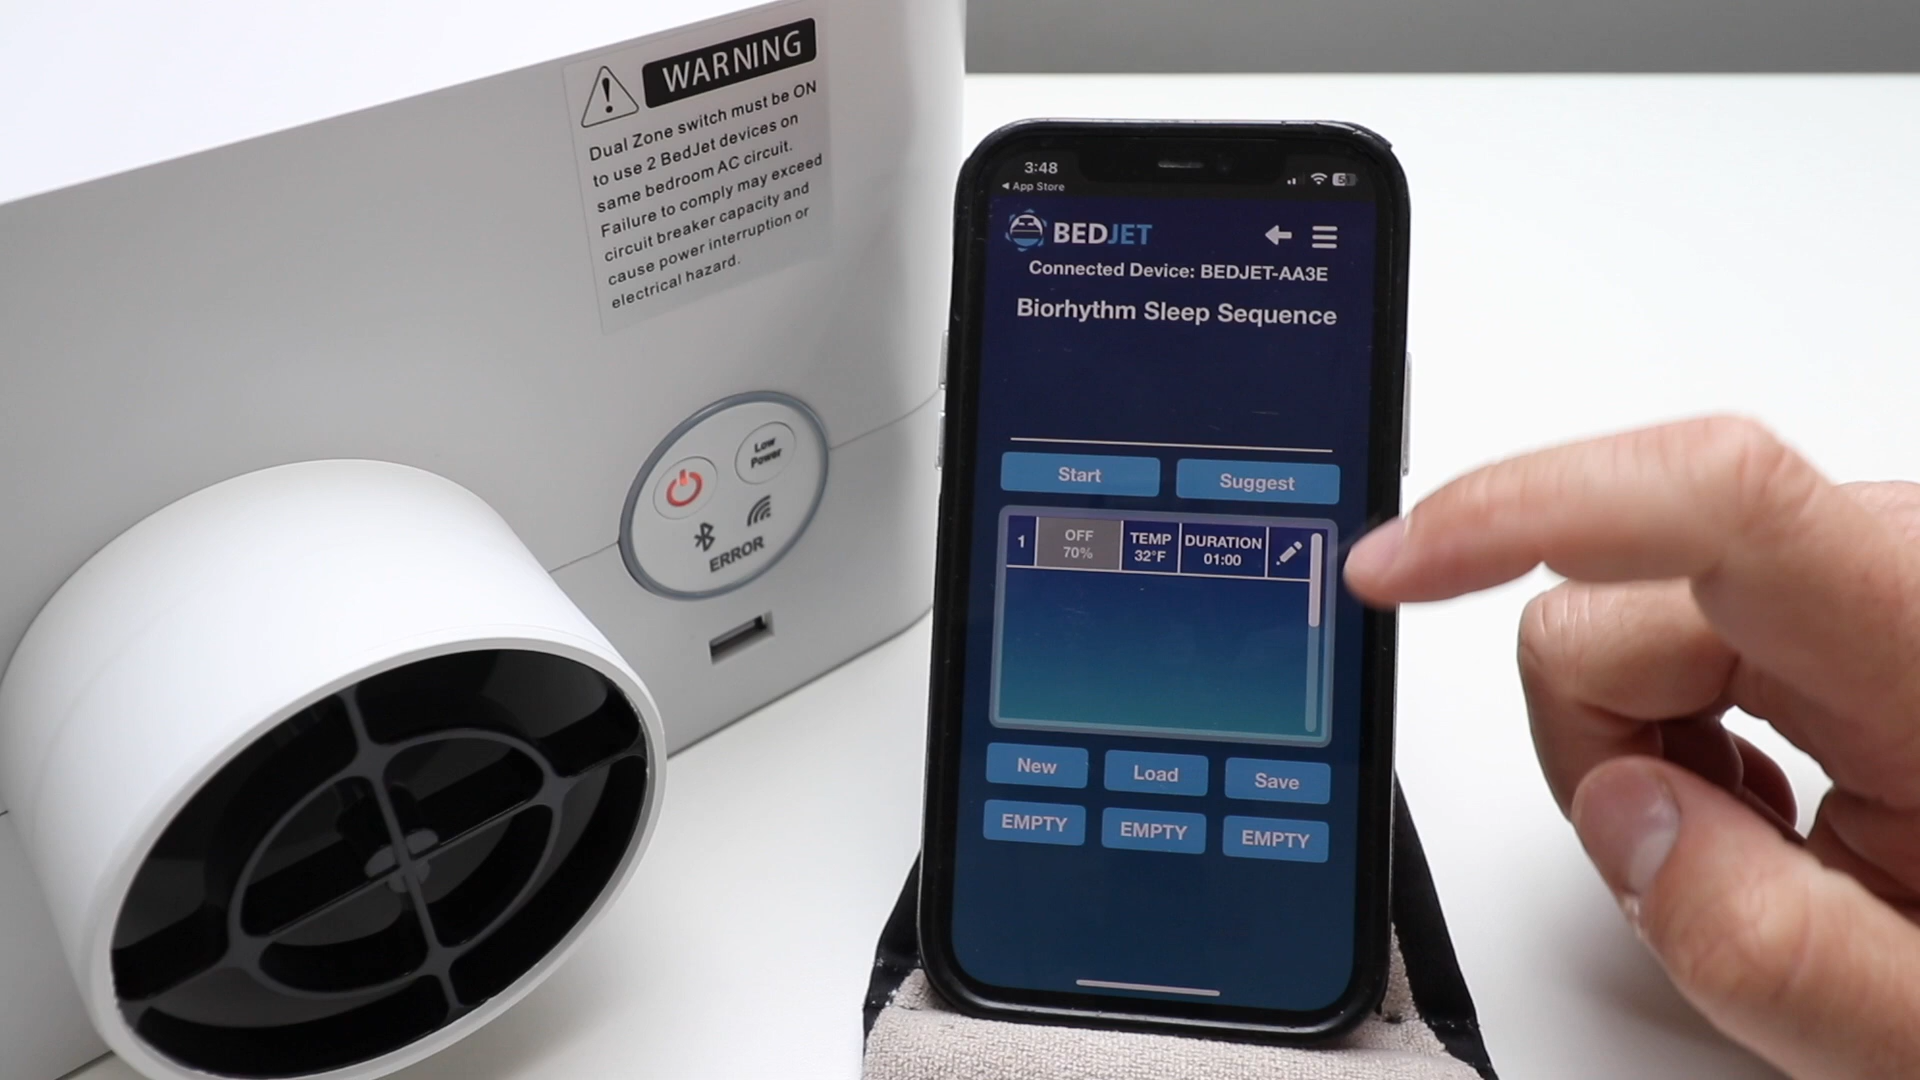 WARNING
Dual Zone switch must be ON
to use 2 BedJet devices on
same bedroom AC circuit.
Failure to comply may exceed
circuit breaker capacity and
cause power interruption or
electrical hazard.
Low
Power
ERROR
3:48
App Store
BEDJET
Connected Device: BEDJET-AA3E
Biorhythm Sleep Sequence
Start Suggest
1 OFF 70% TEMP 32°F DURATION 01:00
New Load Save
EMPTY EMPTY EMPTY